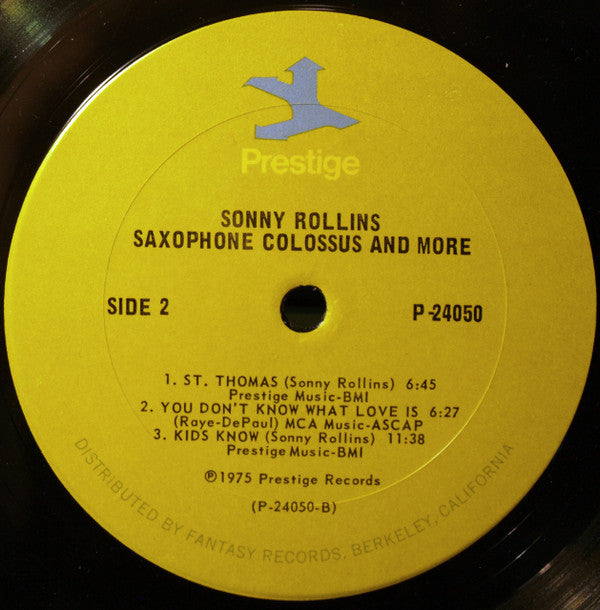 Prestige
SONNY ROLLINS
SAXOPHONE COLOSSUS AND MORE
SIDE 2
P-24050
1. ST. THOMAS (Sonny Rollins) 6:45
Prestige Music-BMI
2. YOU DON'T KNOW WHAT LOVE IS 6:27
(Raye-DePaul) MCA Music-ASCAP
3. KIDS KNOW (Sonny Rollins) 11:38
Prestige Music-BMI
℗1975 Prestige Records
(P-24050-B)
DISTRIBUTED BY FANTASY RECORDS, BERKELEY, CALIFORNIA